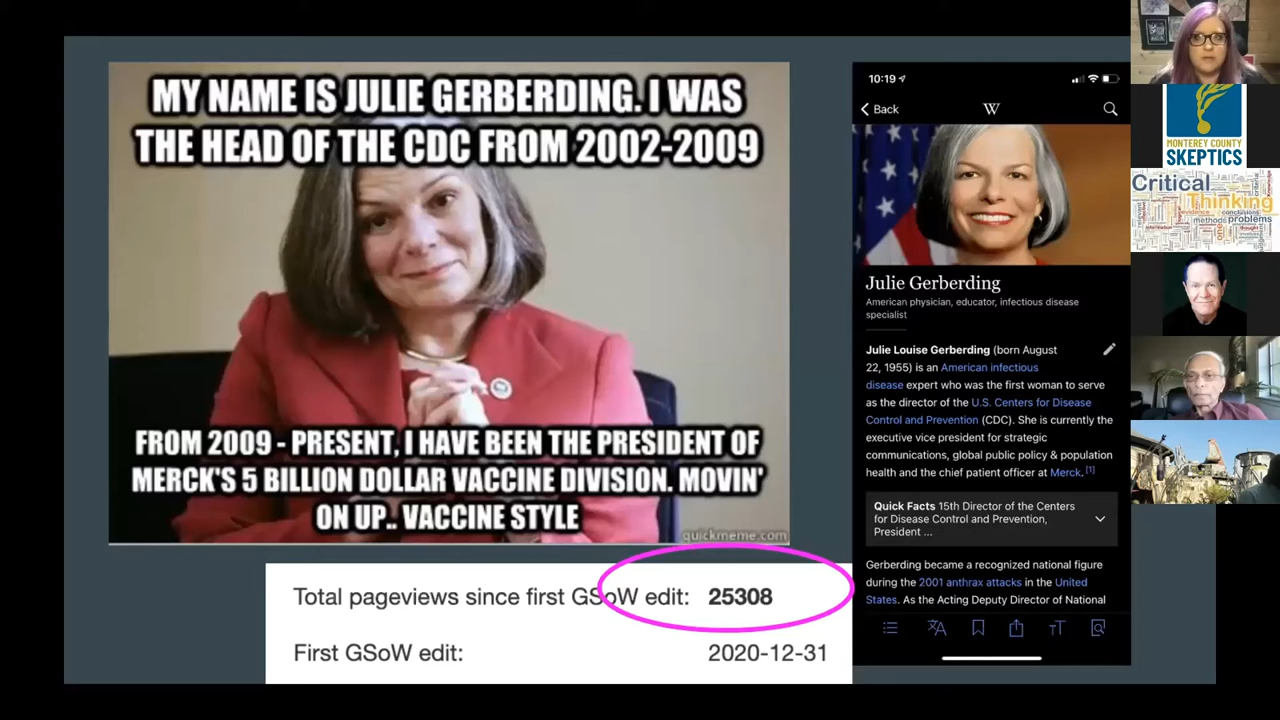 MY NAME IS JULIE GERBERDING. I WAS
THE HEAD OF THE CDC FROM 2002-2009
FROM 2009 - PRESENT, I HAVE BEEN THE PRESIDENT OF
MERCK'S 5 BILLION DOLLAR VACCINE DIVISION. MOVIN'
ON UP.. VACCINE STYLE
quickmeme.com
Total pageviews since first GSoW edit: 25308
First GSoW edit: 2020-12-31
10:19
Back
W
Julie Gerberding
American physician, educator, infectious disease
specialist
Julie Louise Gerberding (born August
22, 1955) is an American infectious
disease expert who was the first woman to serve
as the director of the U.S. Centers for Disease
Control and Prevention (CDC). She is currently the
executive vice president for strategic
communications, global public policy & population
health and the chief patient officer at Merck.[1]
Quick Facts 15th Director of the Centers
for Disease Control and Prevention,
President ...
Gerberding became a recognized national figure
during the 2001 anthrax attacks in the United
States. As the Acting Deputy Director of National
MONTEREY COUNTY
SKEPTICS
Critical
Thinking
evidence conclusions
methods problems